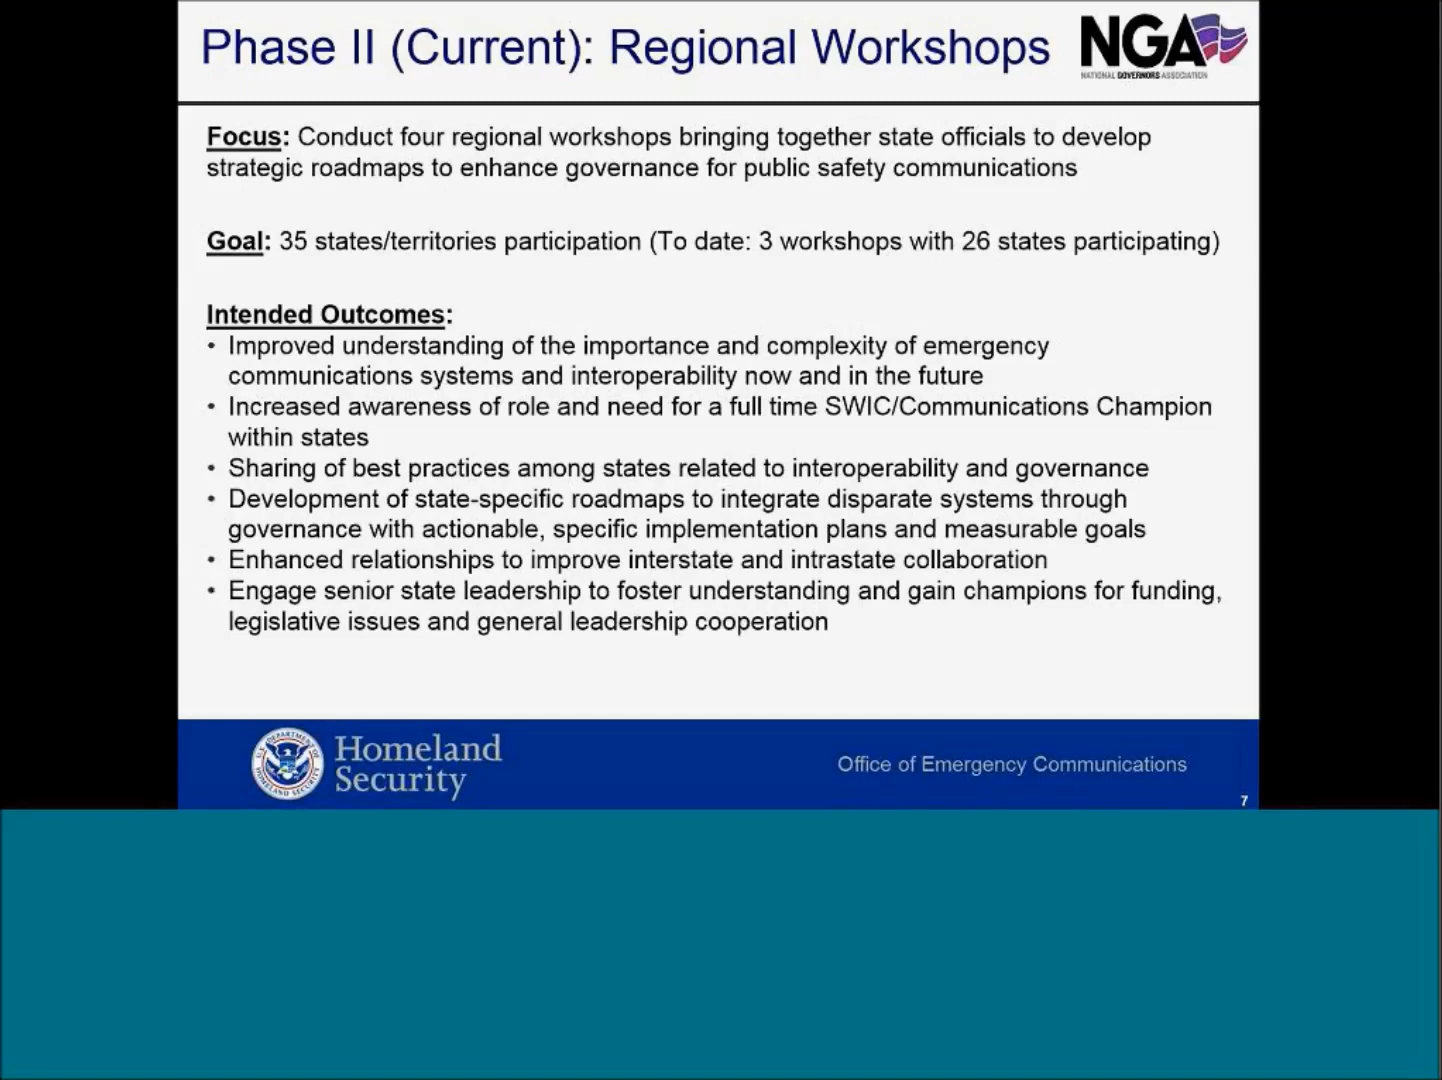 Phase II (Current): Regional Workshops
NGA
NATIONAL GOVERNORS ASSOCIATION
Focus: Conduct four regional workshops bringing together state officials to develop
strategic roadmaps to enhance governance for public safety communications
Goal: 35 states/territories participation (To date: 3 workshops with 26 states participating)
Intended Outcomes:
• Improved understanding of the importance and complexity of emergency
communications systems and interoperability now and in the future
• Increased awareness of role and need for a full time SWIC/Communications Champion
within states
• Sharing of best practices among states related to interoperability and governance
• Development of state-specific roadmaps to integrate disparate systems through
governance with actionable, specific implementation plans and measurable goals
• Enhanced relationships to improve interstate and intrastate collaboration
• Engage senior state leadership to foster understanding and gain champions for funding,
legislative issues and general leadership cooperation
U.S. DEPARTMENT OF
HOMELAND SECURITY
Homeland
Security
Office of Emergency Communications
7